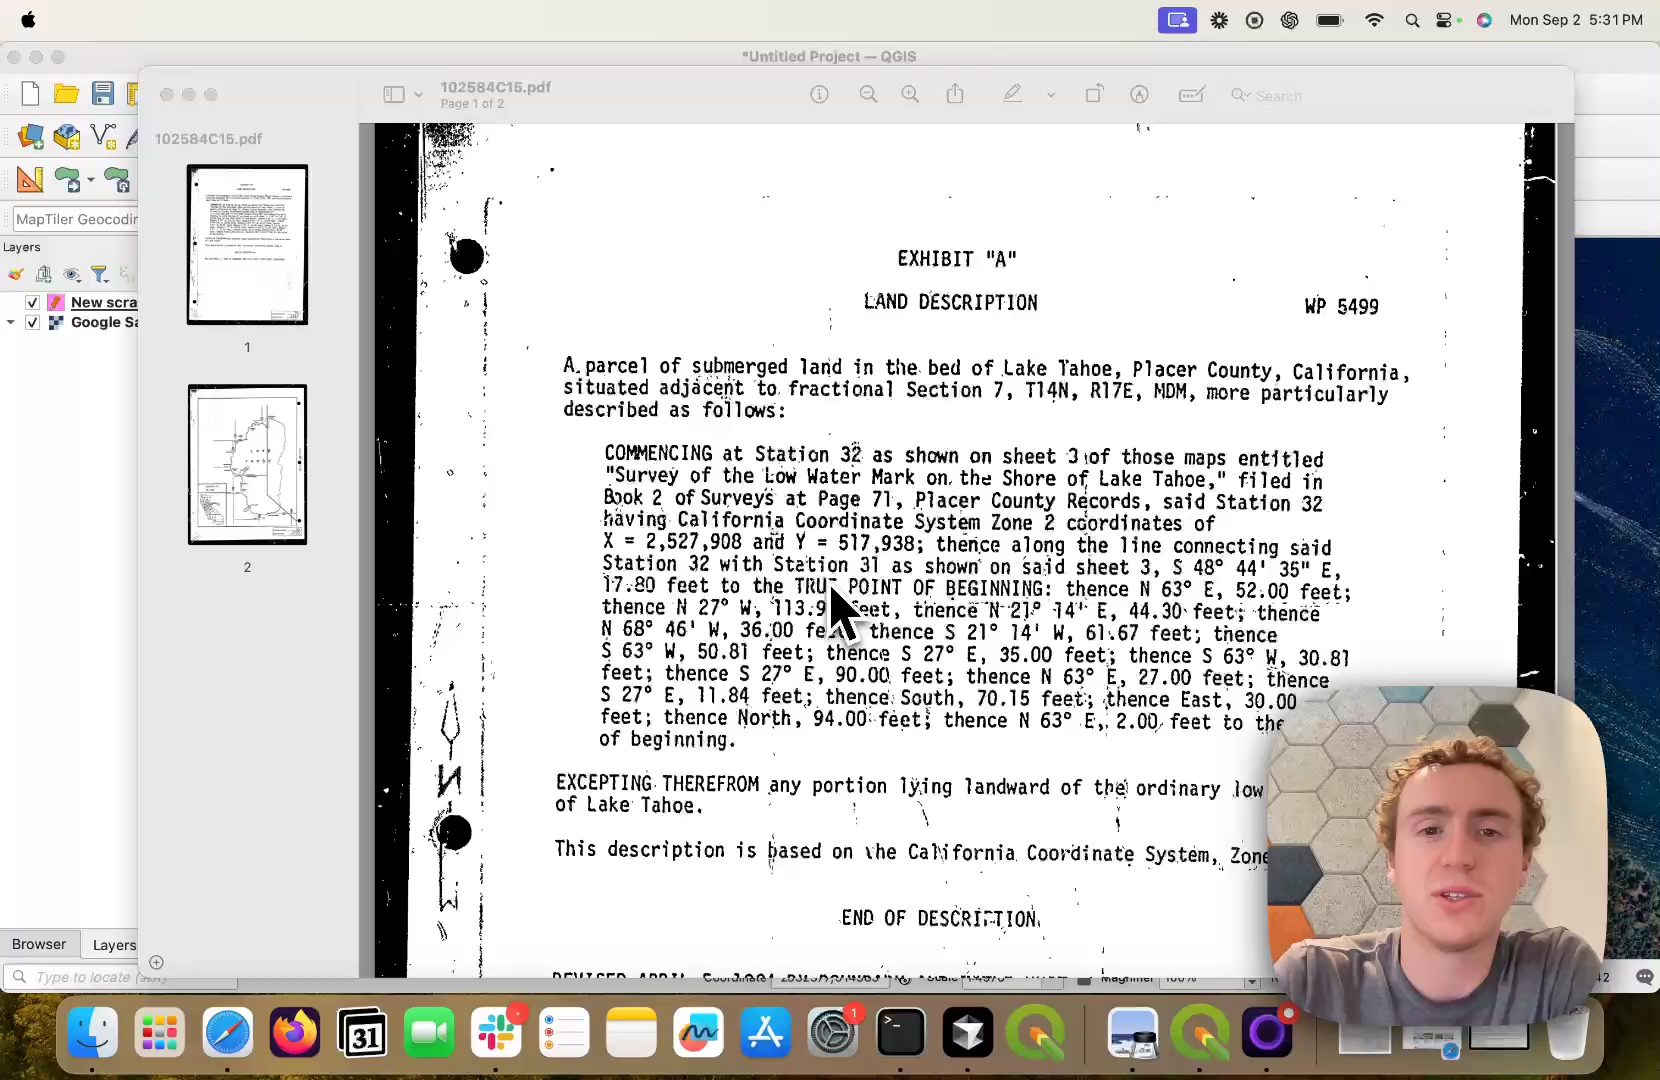 Mon Sep 2 5:31 PM
*Untitled Project — QGIS
102584C15.pdf
Page 1 of 2
Search
102584C15.pdf
MapTiler Geocodin
Layers
New scra
Google Sa
1
2
EXHIBIT "A"
LAND DESCRIPTION
WP 5499
A parcel of submerged land in the bed of Lake Tahoe, Placer County, California,
situated adjacent to fractional Section 7, T14N, R17E, MDM, more particularly
described as follows:
COMMENCING at Station 32 as shown on sheet 3 of those maps entitled
"Survey of the Low Water Mark on the Shore of Lake Tahoe," filed in
Book 2 of Surveys at Page 71, Placer County Records, said Station 32
having California Coordinate System Zone 2 coordinates of
X = 2,527,908 and Y = 517,938; thence along the line connecting said
Station 32 with Station 31 as shown on said sheet 3, S 48° 44' 35" E,
17.80 feet to the TRUE POINT OF BEGINNING: thence N 63° E, 52.00 feet;
thence N 27° W, 113.9 feet, thence N 21° 14' E, 44.30 feet; thence
N 68° 46' W, 36.00 feet thence S 21° 14' W, 61.67 feet; thence
S 63° W, 50.81 feet; thence S 27° E, 35.00 feet; thence S 63° W, 30.81
feet; thence S 27° E, 90.00 feet; thence N 63° E, 27.00 feet; thence
S 27° E, 11.84 feet; thence South, 70.15 feet; thence East, 30.00
feet; thence North, 94.00 feet; thence N 63° E, 2.00 feet to the
of beginning.
EXCEPTING THEREFROM any portion lying landward of the ordinary low
of Lake Tahoe.
This description is based on the California Coordinate System, Zone
END OF DESCRIPTION
Browser
Layers
Type to locate (⌘K)
Coordinate
Magnifier
100%
31
1